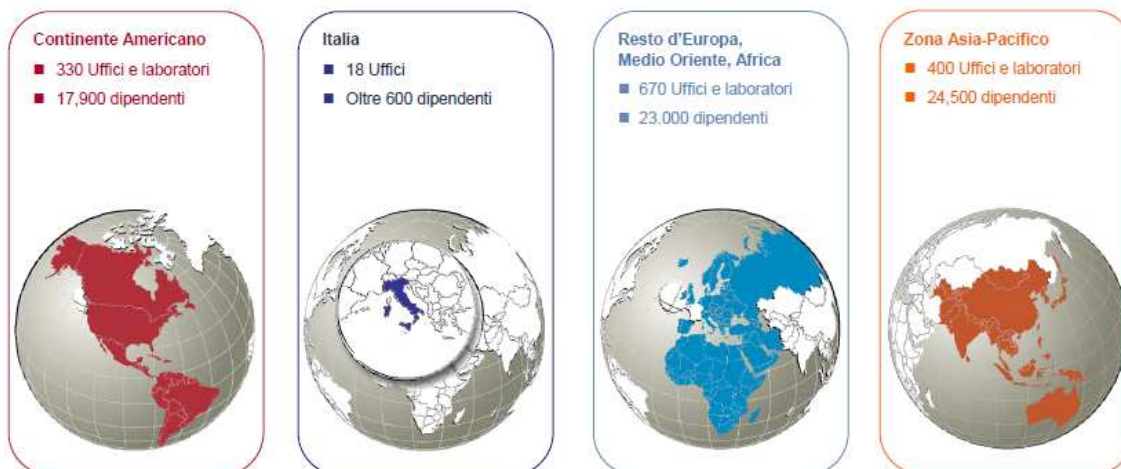 Continente Americano
330 Uffici e laboratori
17,900 dipendenti
Italia
18 Uffici
Oltre 600 dipendenti
Resto d'Europa,
Medio Oriente, Africa
670 Uffici e laboratori
23.000 dipendenti
Zona Asia-Pacifico
400 Uffici e laboratori
24,500 dipendenti